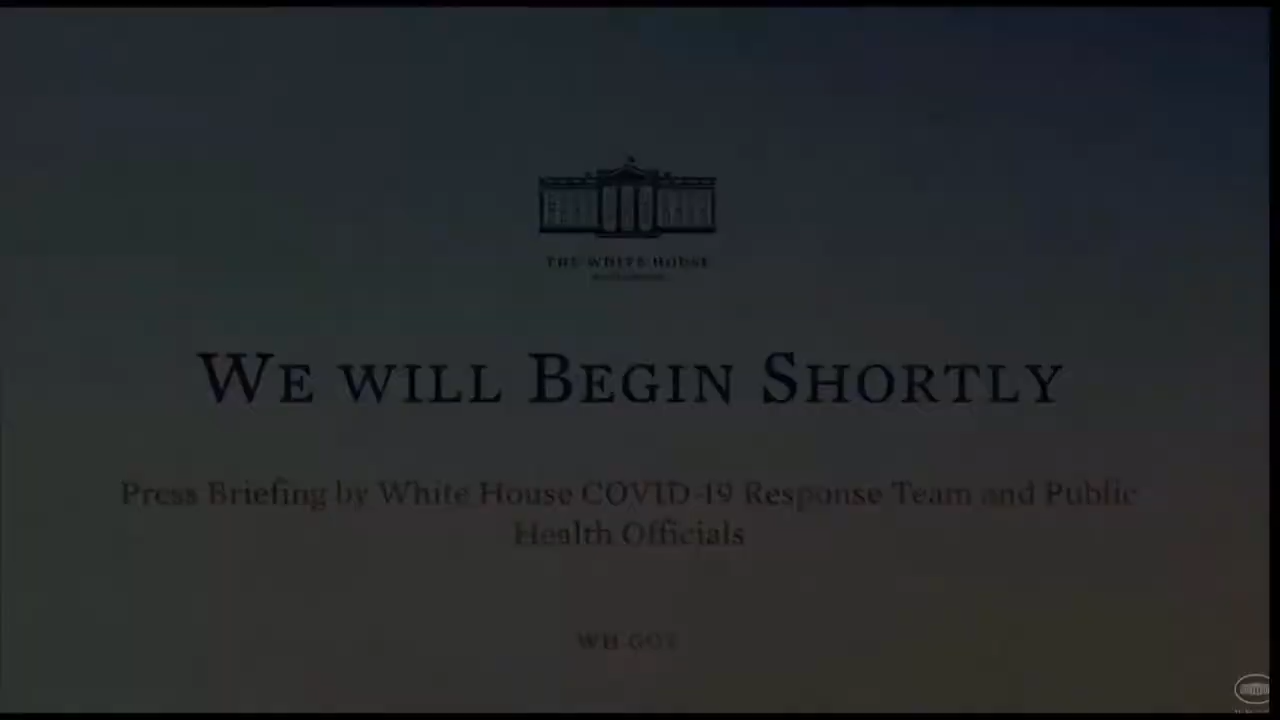 THE WHITE HOUSE
WE WILL BEGIN SHORTLY
Press Briefing by White House COVID-19 Response Team and Public
Health Officials
WH.GOV